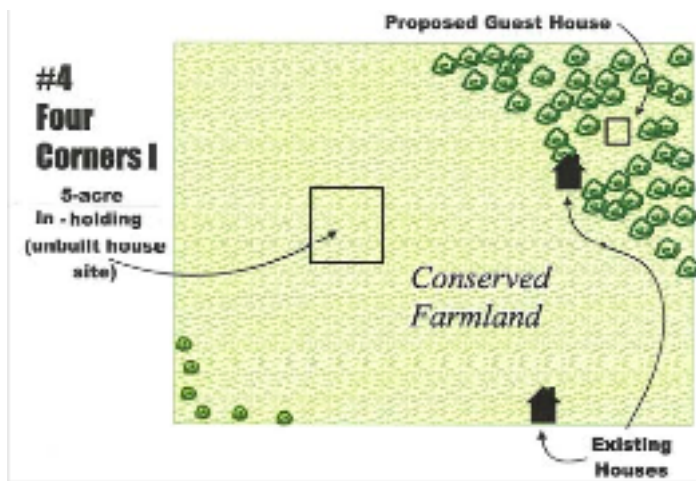 Proposed Guest House
#4
Four
Corners I
5-acre
In - holding
(unbuilt house
site)
Conserved
Farmland
Existing
Houses